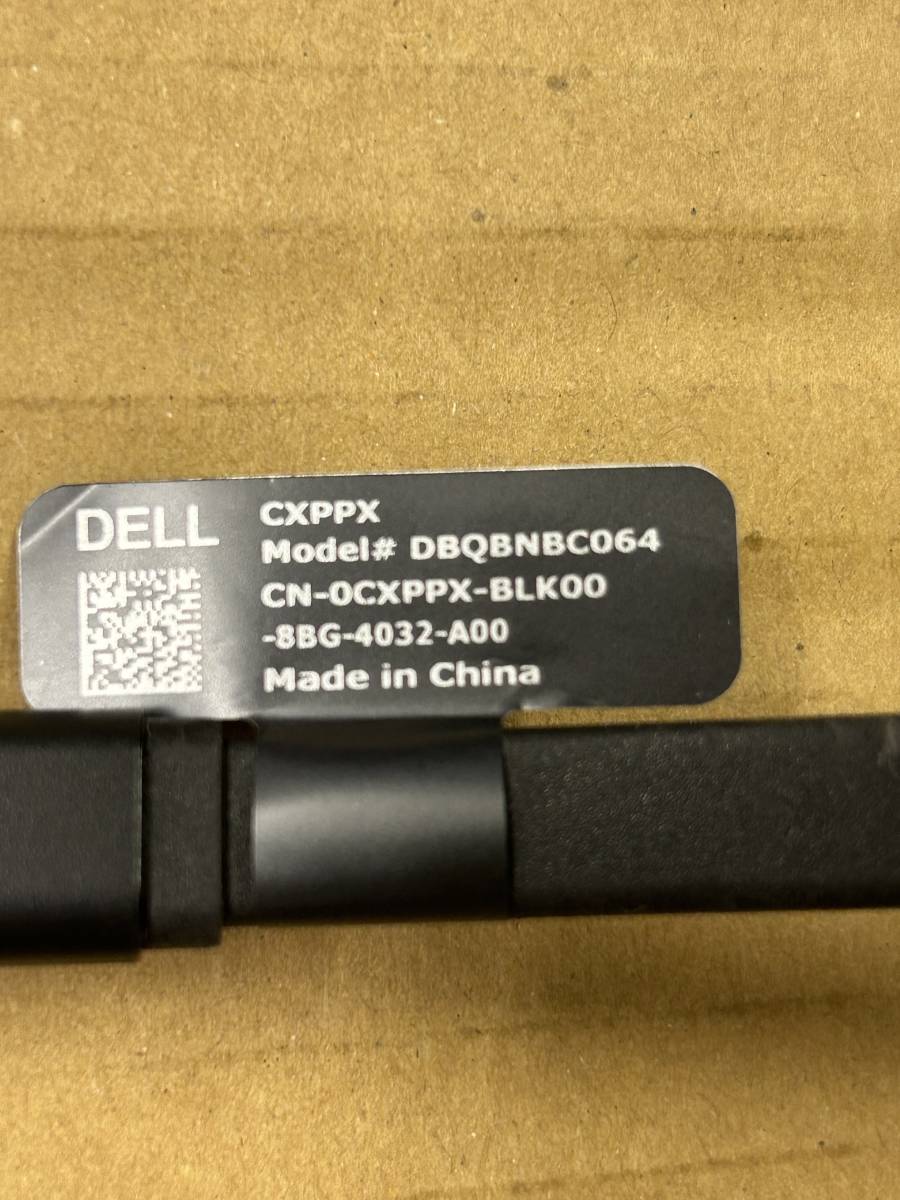 DELL
CXPPX
Model# DBQBNBC064
CN-0CXPPX-BLK00
-8BG-4032-A00
Made in China